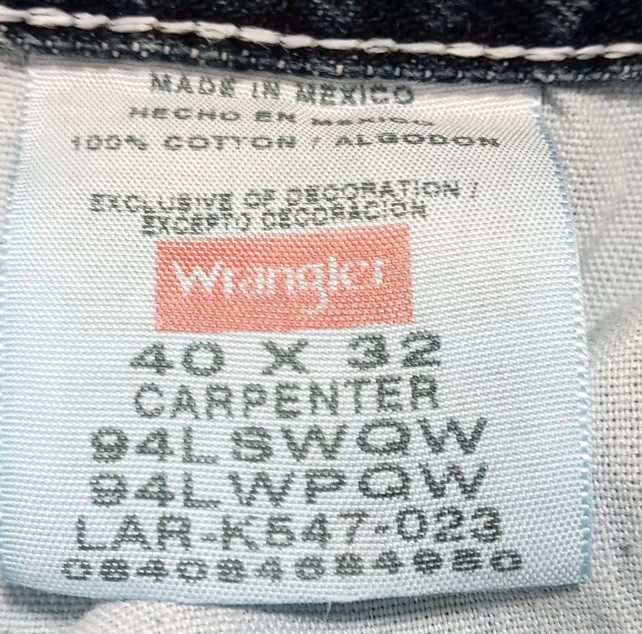 MADE IN MEXICO
HECHO EN MEXICO
100% COTTON / ALGODON
EXCLUSIVE OF DECORATION /
EXCEPTO DECORACION
Wrangler
40 X 32
CARPENTER
94LSWQW
94LWPQW
LAR-K547-023